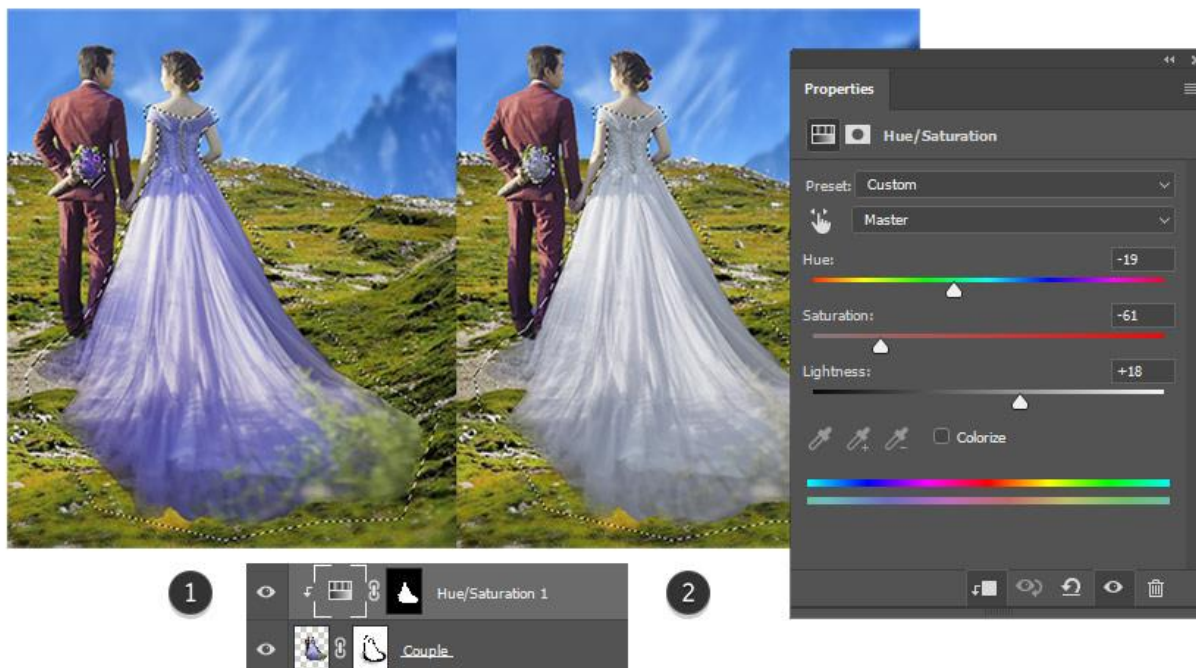 Properties
Hue/Saturation
Preset: Custom
Master
Hue: -19
Saturation: -61
Lightness: +18
Colorize
1
Hue/Saturation 1
2
Couple